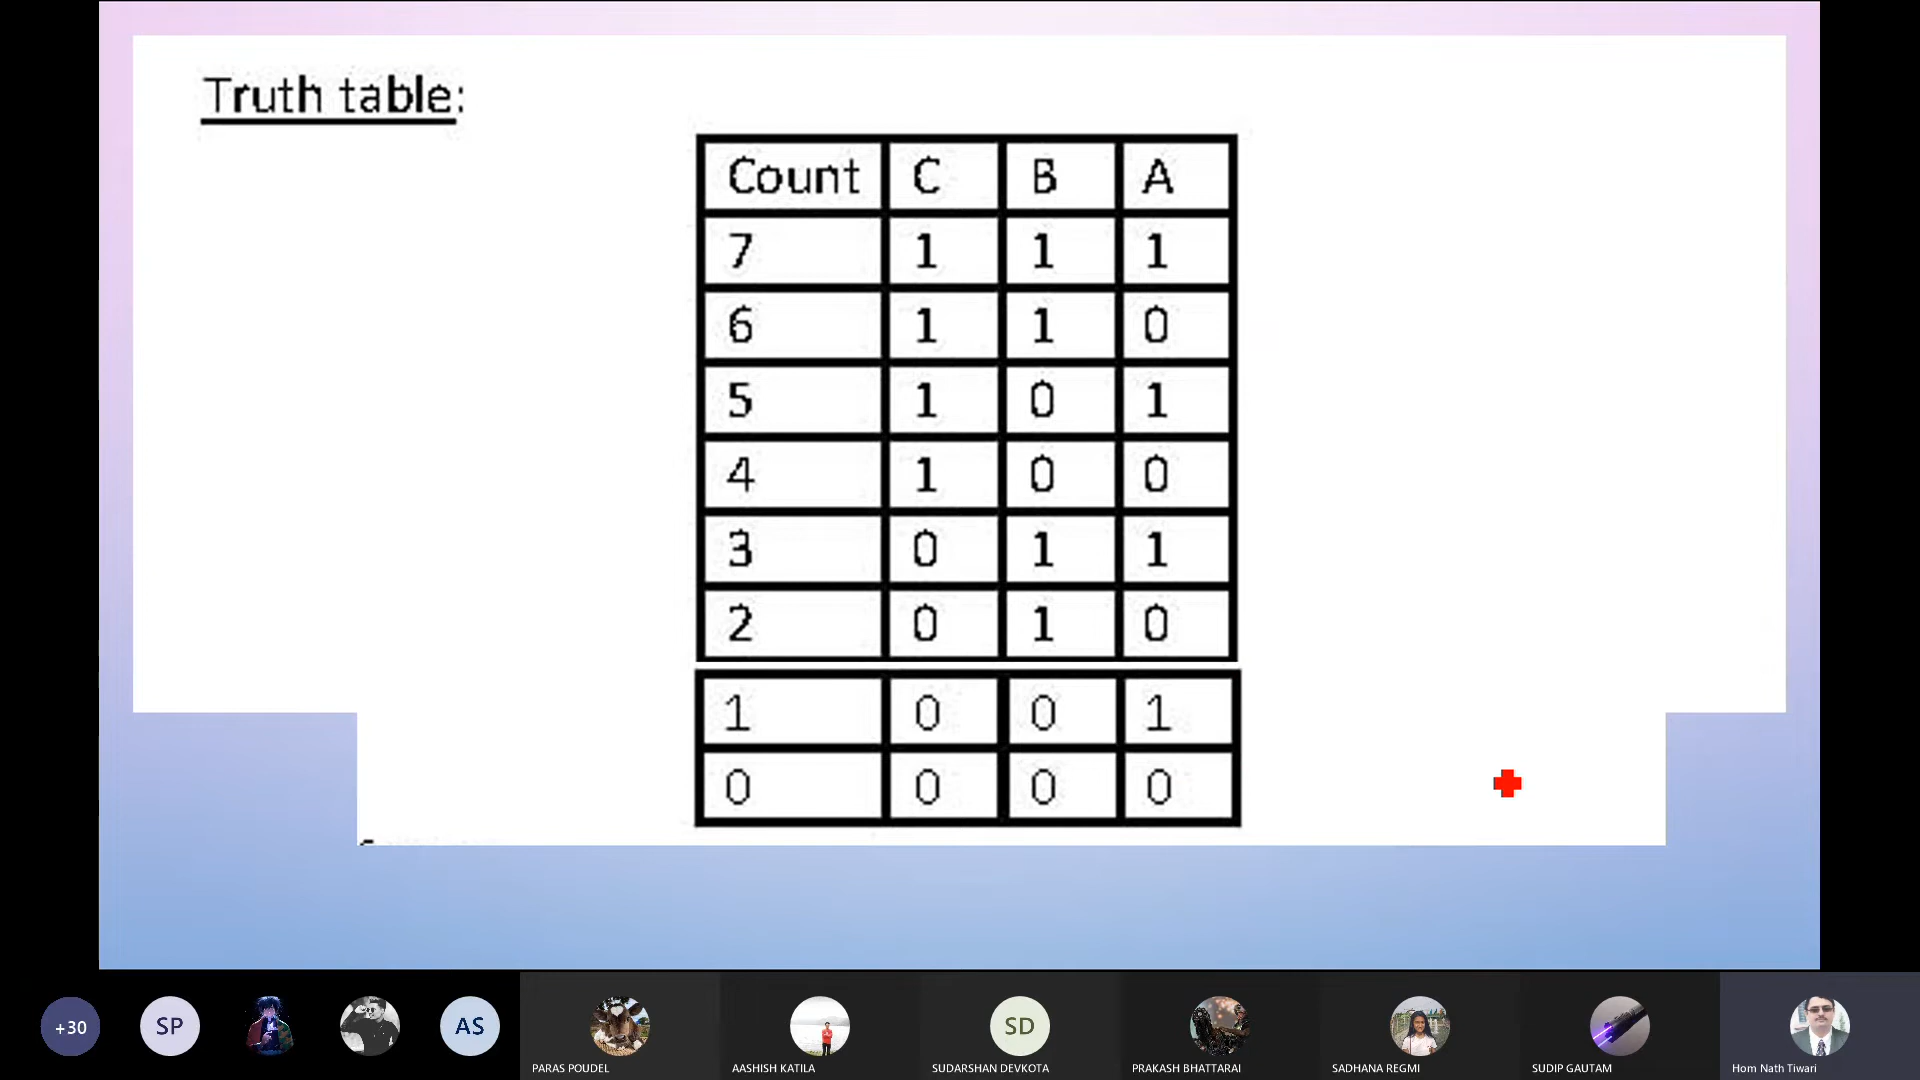 Truth table:
Count C B A
7 1 1 1
6 1 1 0
5 1 0 1
4 1 0 0
3 0 1 1
2 0 1 0
1 0 0 1
0 0 0 0
+30 SP AS SD
PARAS POUDEL AASHISH KATILA SUDARSHAN DEVKOTA PRAKASH BHATTARAI SADHANA REGMI SUDIP GAUTAM Hom Nath Tiwari